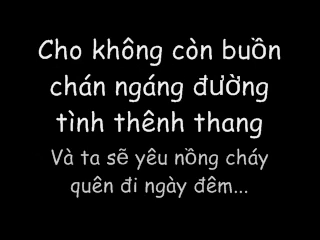 Cho không còn buồn
chán ngáng đường
tình thênh thang
Và ta sẽ yêu nồng cháy
quên đi ngày đêm...